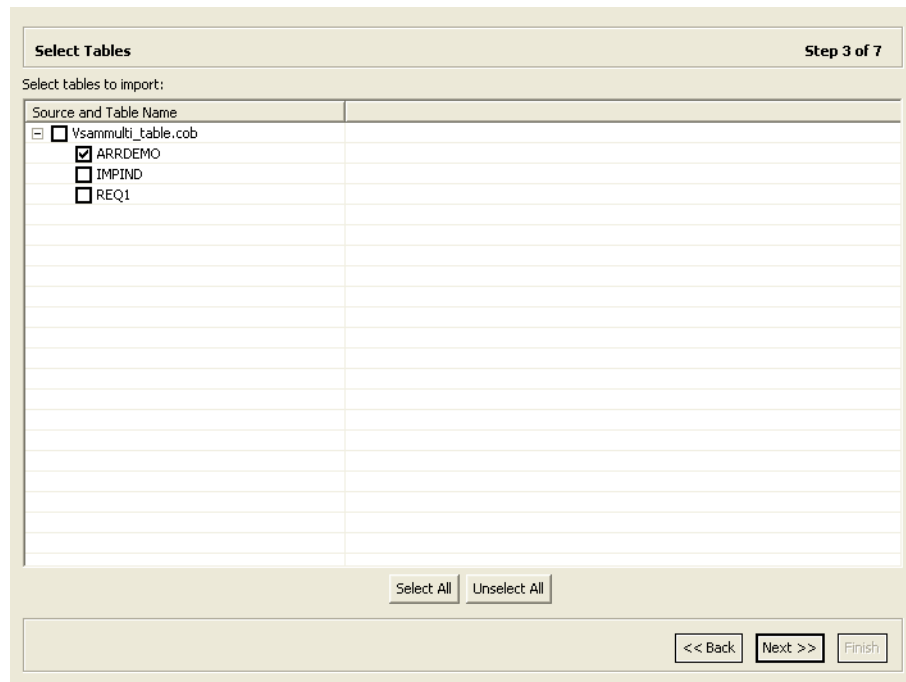 Select Tables Step 3 of 7
Select tables to import:
Source and Table Name
Vsammulti_table.cob
ARRDEMO
IMPIND
REQ1
Select All Unselect All
<< Back Next >> Finish